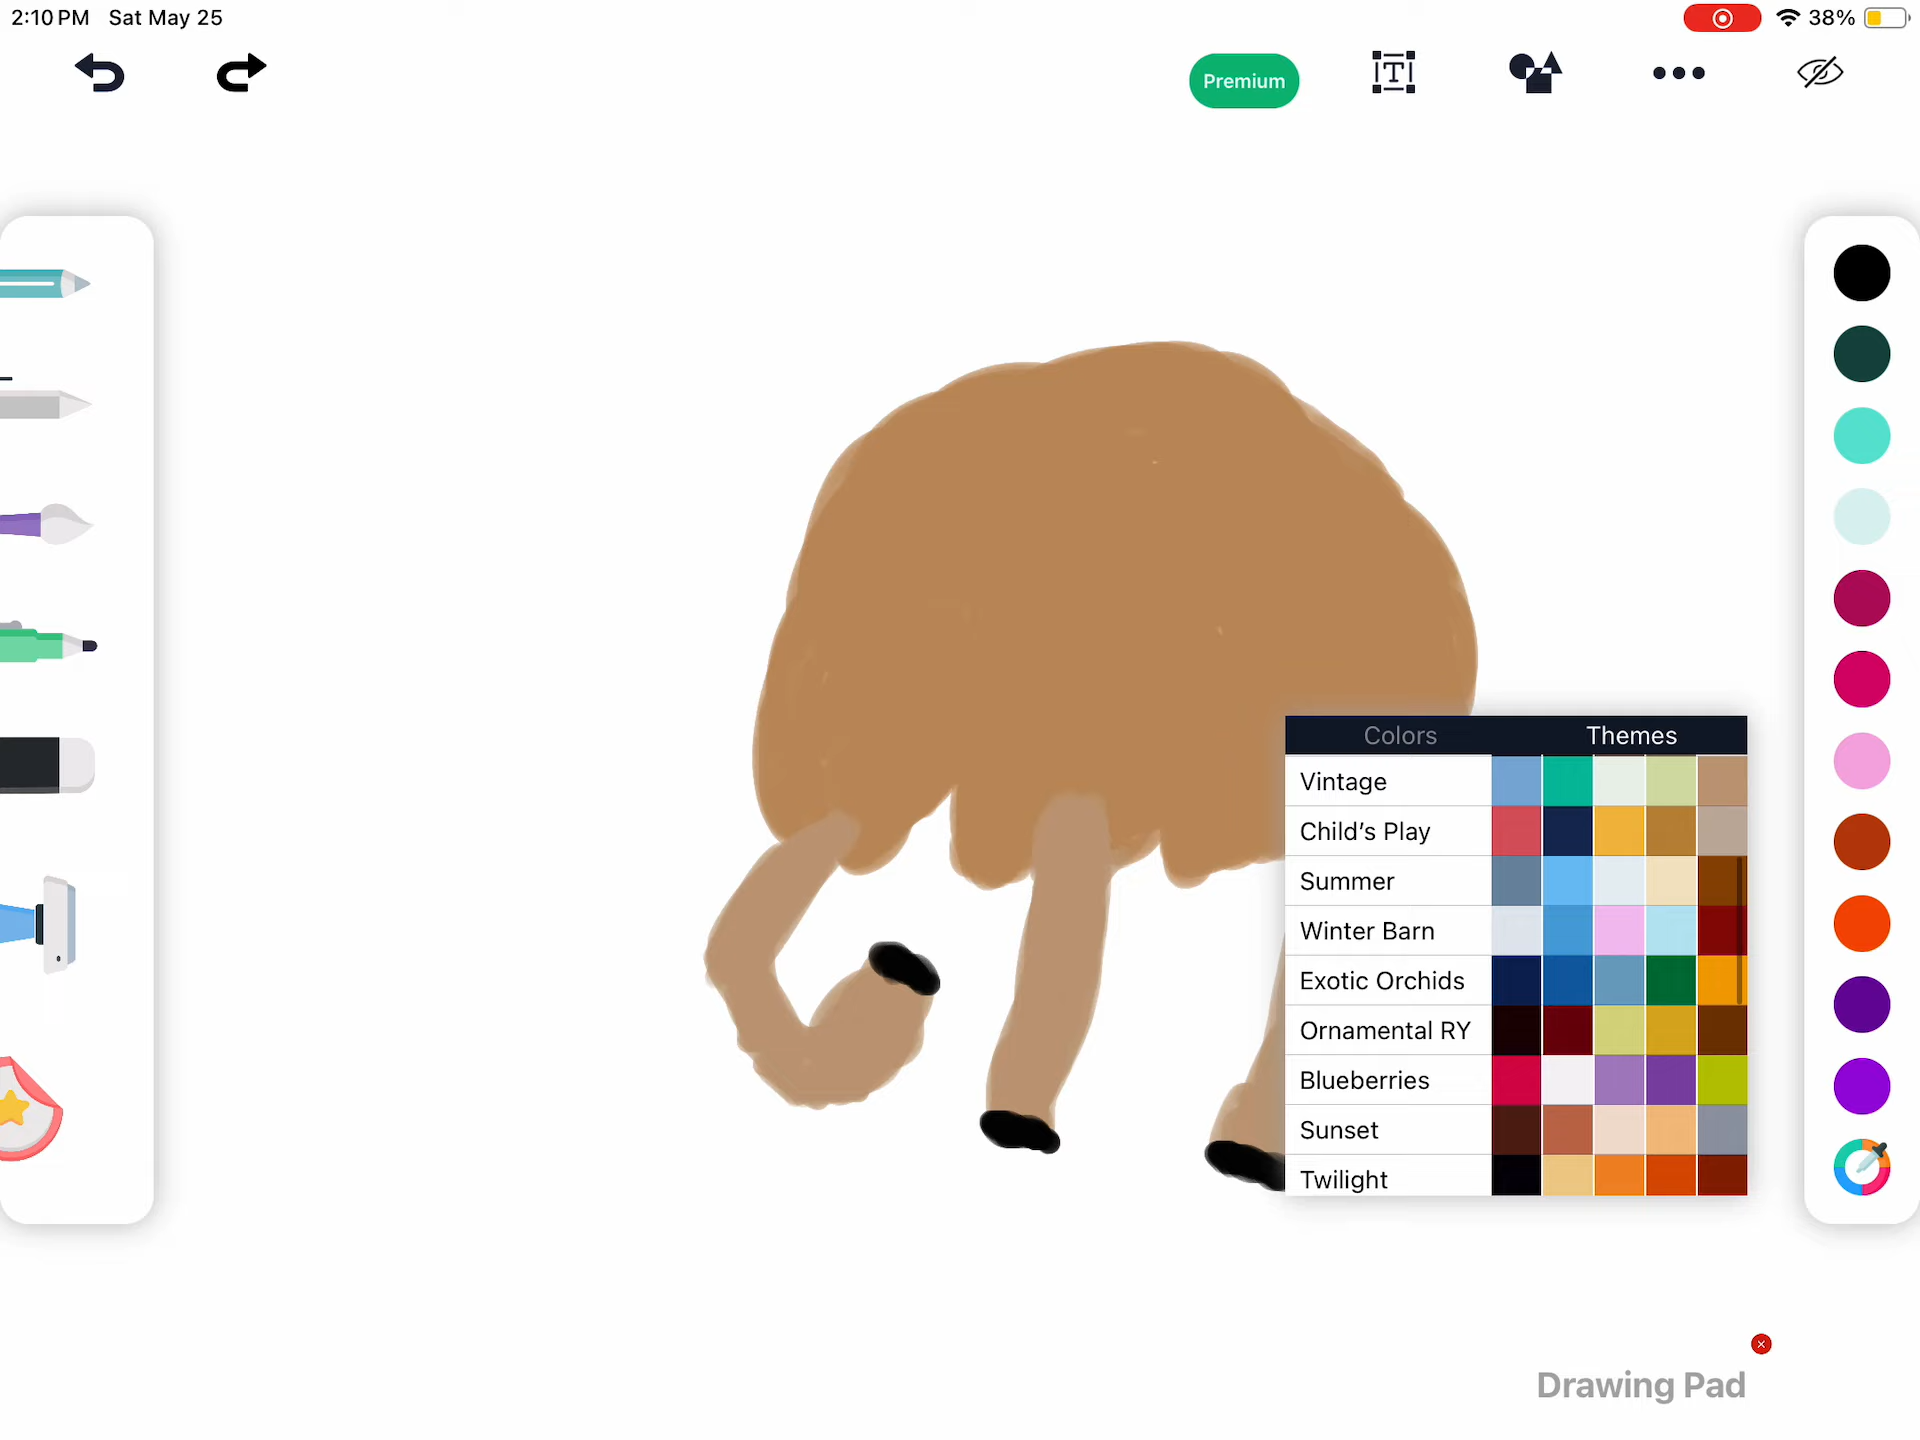 2:10 PM Sat May 25
38%
Premium
T
Colors Themes
Vintage
Child’s Play
Summer
Winter Barn
Exotic Orchids
Ornamental RY
Blueberries
Sunset
Twilight
Drawing Pad